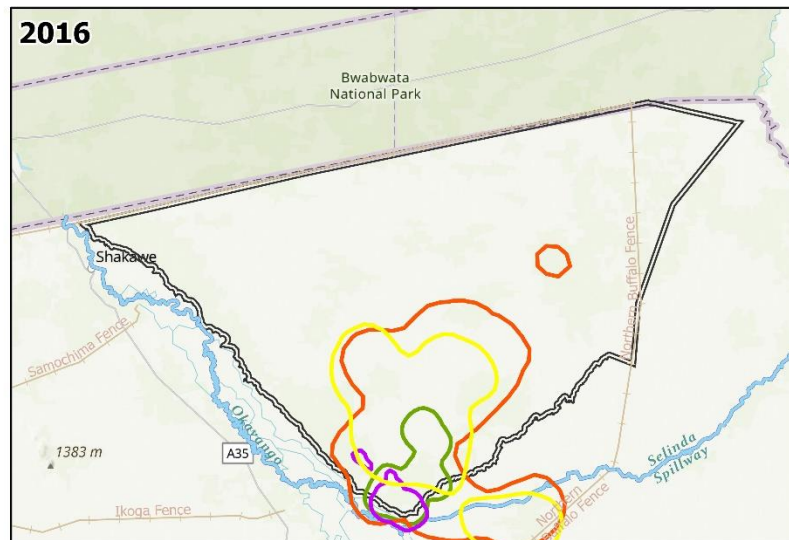 2016
Bwabwata
National Park
Shakawe
Samochima Fence
Northern Buffalo Fence
Okavango
A35
1383 m
Selinda
Spillway
Ikoga Fence
Northern
Buffalo Fence